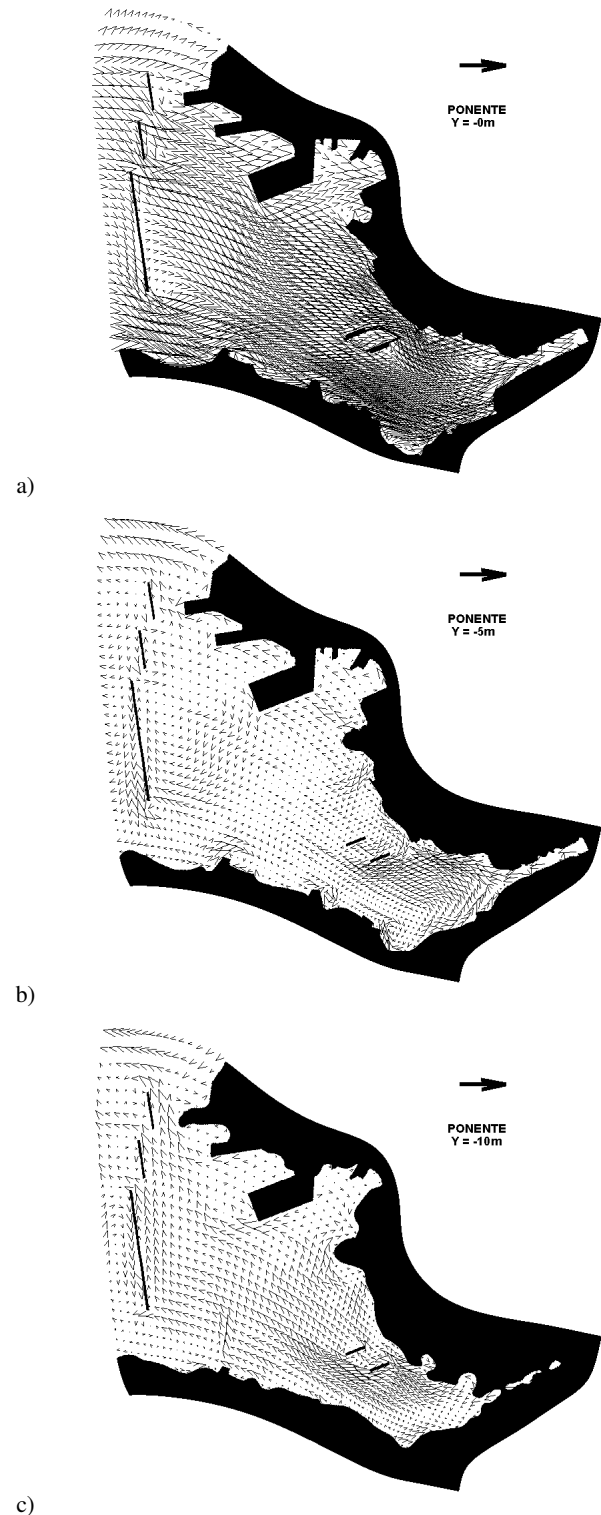 PONENTE
Y = -0m
a)
PONENTE
Y = -5m
b)
PONENTE
Y = -10m
c)